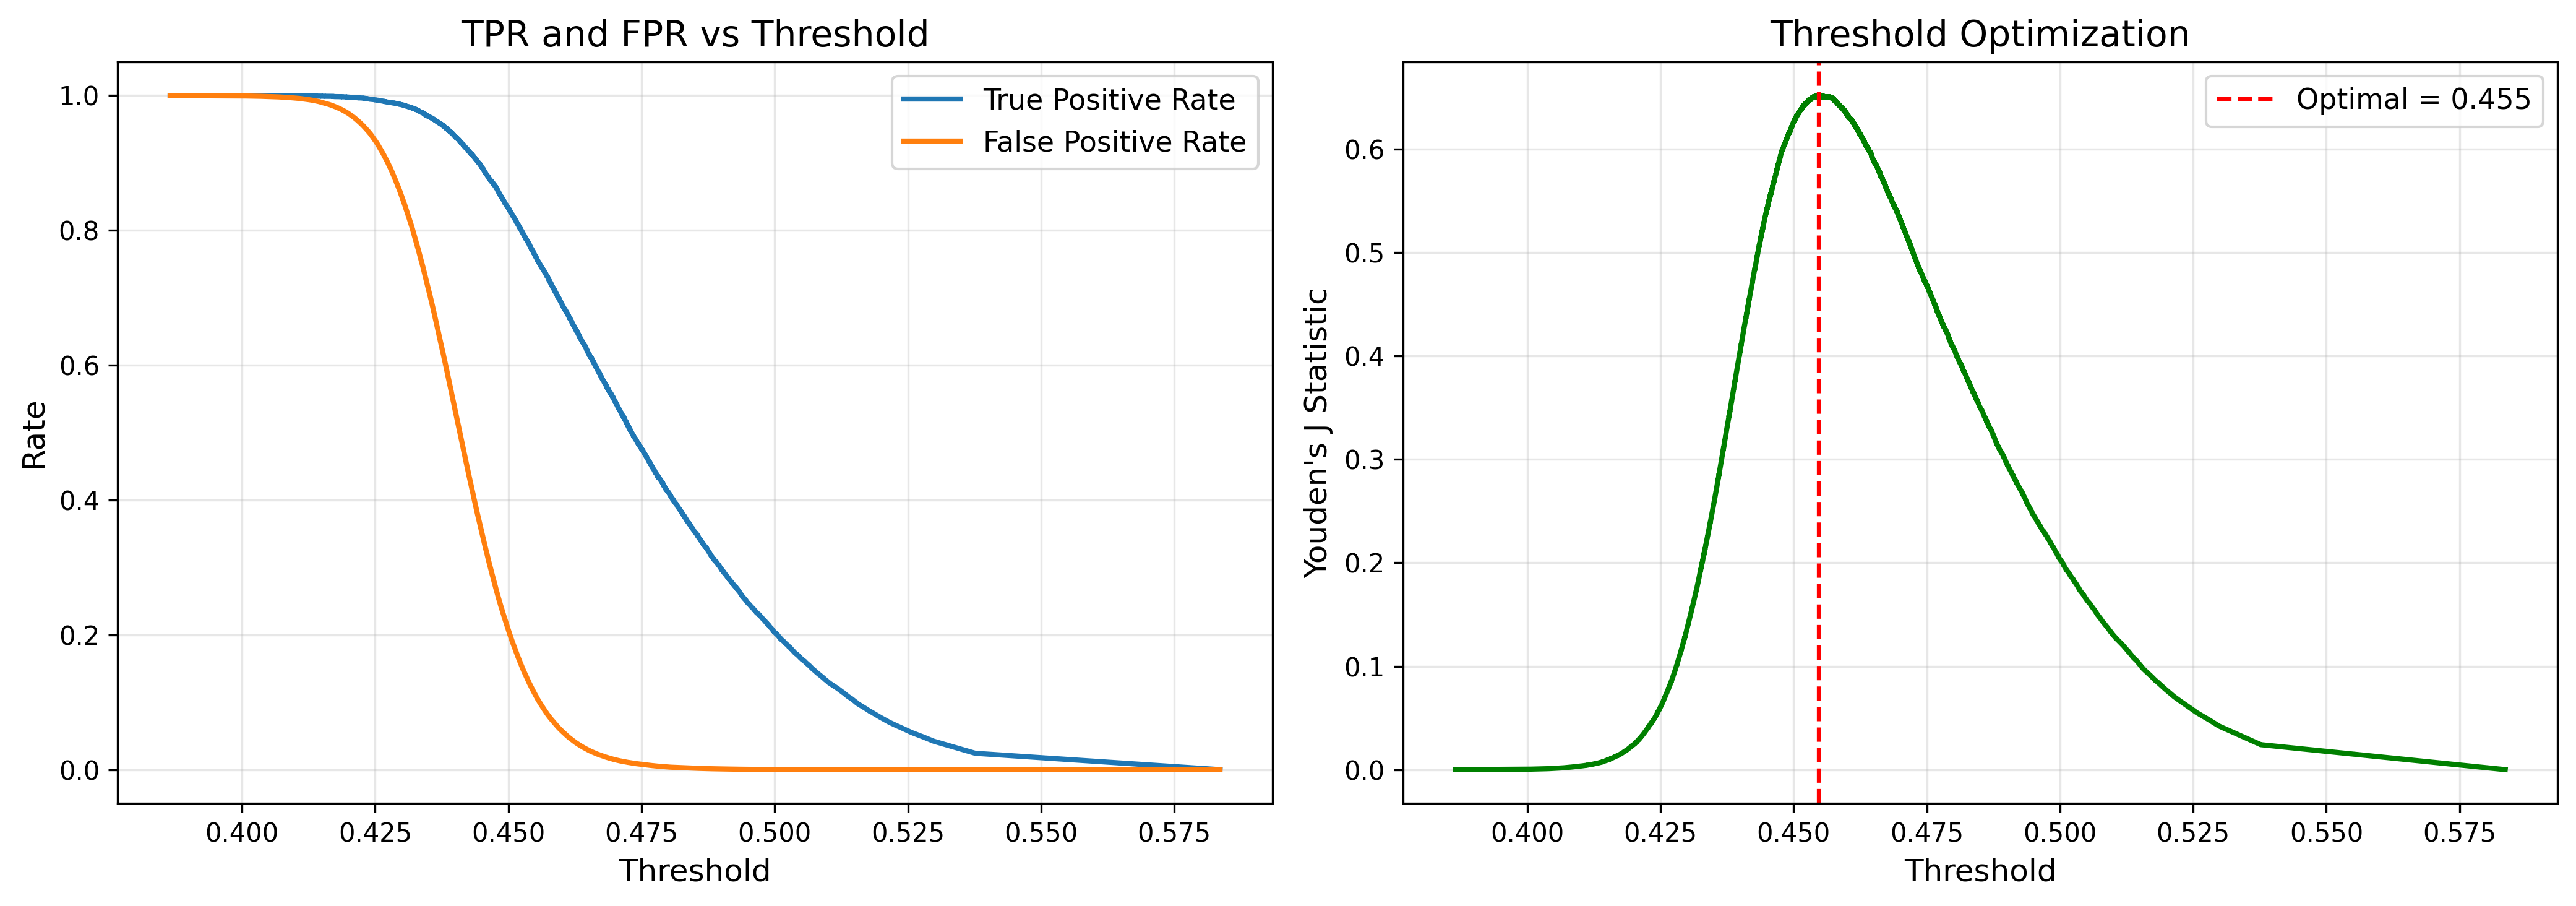 TPR and FPR vs Threshold
True Positive Rate
False Positive Rate
Rate
1.0
0.8
0.6
0.4
0.2
0.0
0.400 0.425 0.450 0.475 0.500 0.525 0.550 0.575
Threshold
Threshold Optimization
Optimal = 0.455
Youden's J Statistic
0.6
0.5
0.4
0.3
0.2
0.1
0.0
0.400 0.425 0.450 0.475 0.500 0.525 0.550 0.575
Threshold